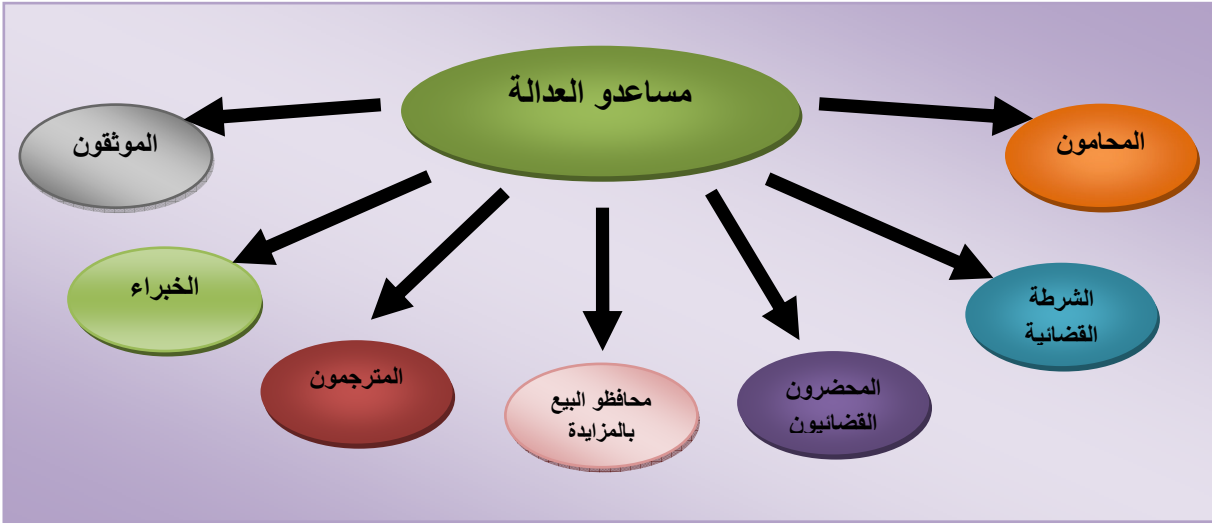 مساعدو العدالة
المحامون
الموثقون
الشرطة
القضائية
الخبراء
المحضرون
القضائيون
محافظو البيع
بالمزايدة
المترجمون